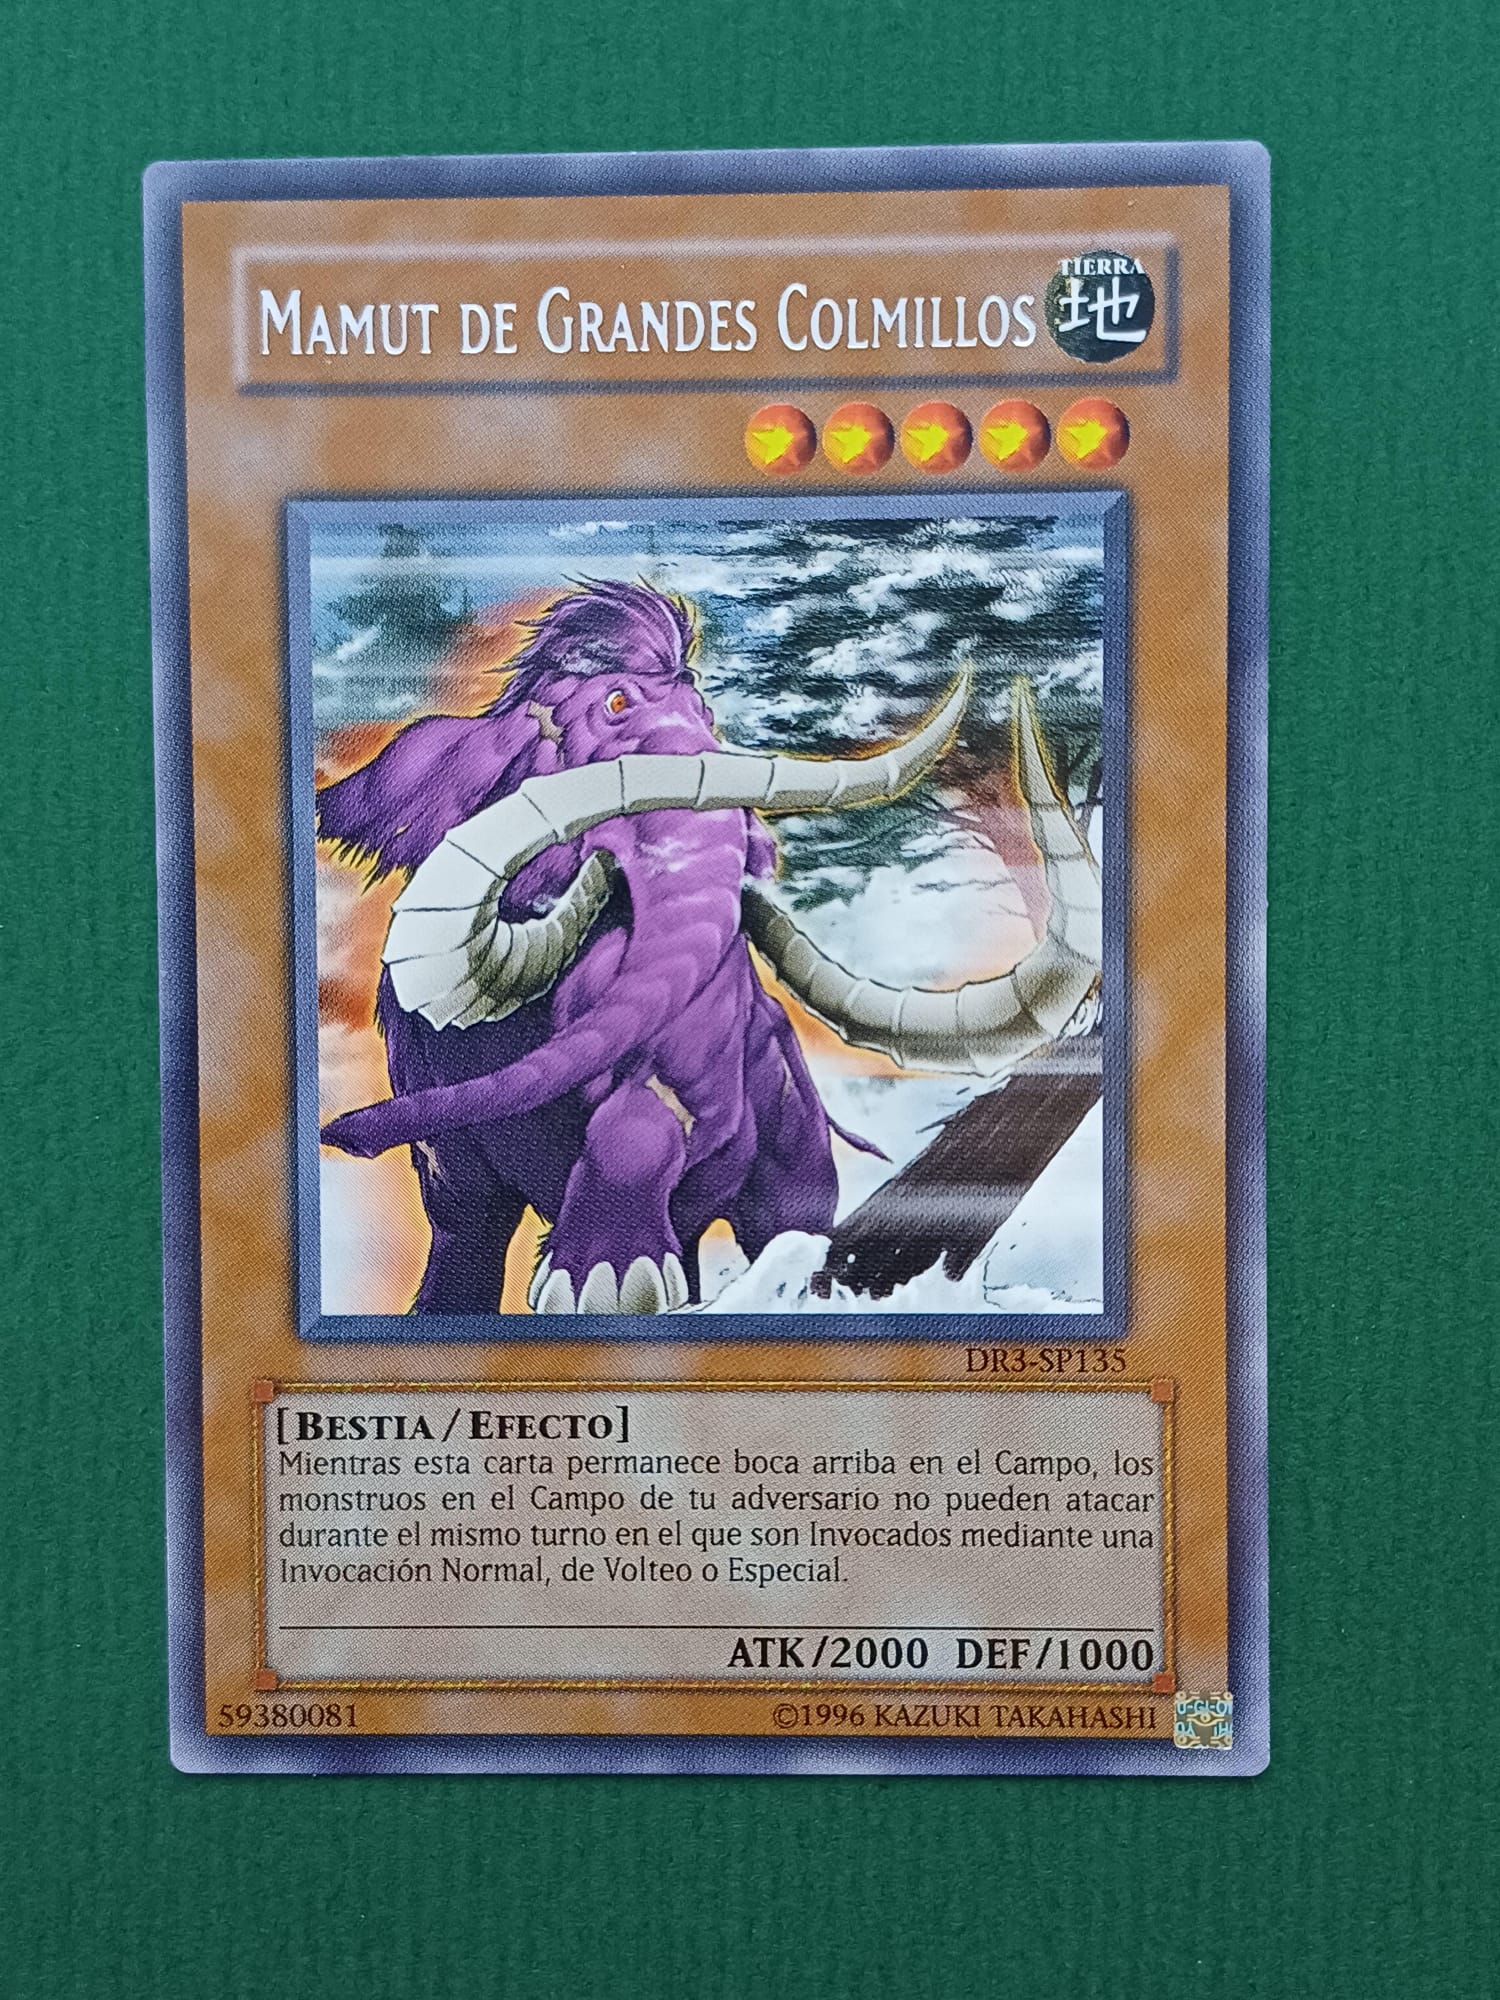 MAMUT DE GRANDES COLMILLOS
TIERRA
地
DR3-SP135
[BESTIA/EFECTO]
Mientras esta carta permanece boca arriba en el Campo, los
monstruos en el Campo de tu adversario no pueden atacar
durante el mismo turno en el que son Invocados mediante una
Invocación Normal, de Volteo o Especial.
ATK/2000 DEF/1000
59380081
©1996 KAZUKI TAKAHASHI